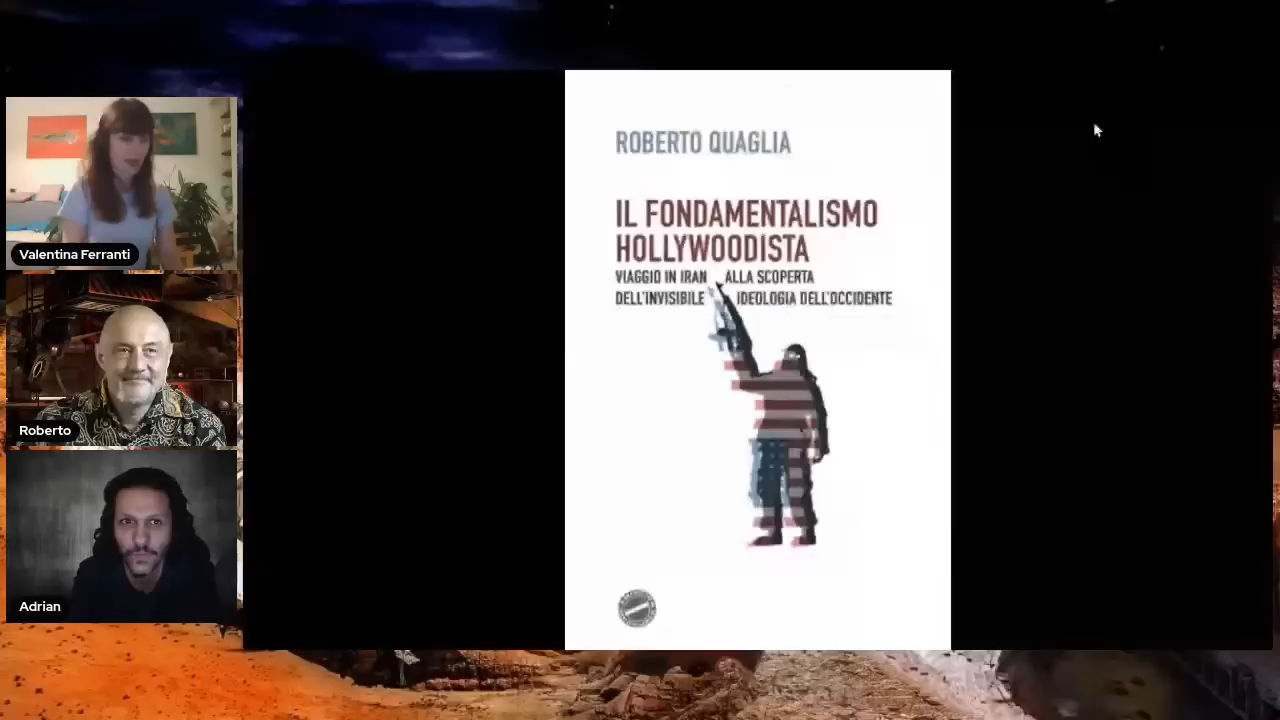 Valentina Ferranti
Roberto
Adrian
ROBERTO QUAGLIA
IL FONDAMENTALISMO
HOLLYWOODISTA
VIAGGIO IN IRAN ALLA SCOPERTA
DELL'INVISIBILE IDEOLOGIA DELL'OCCIDENTE